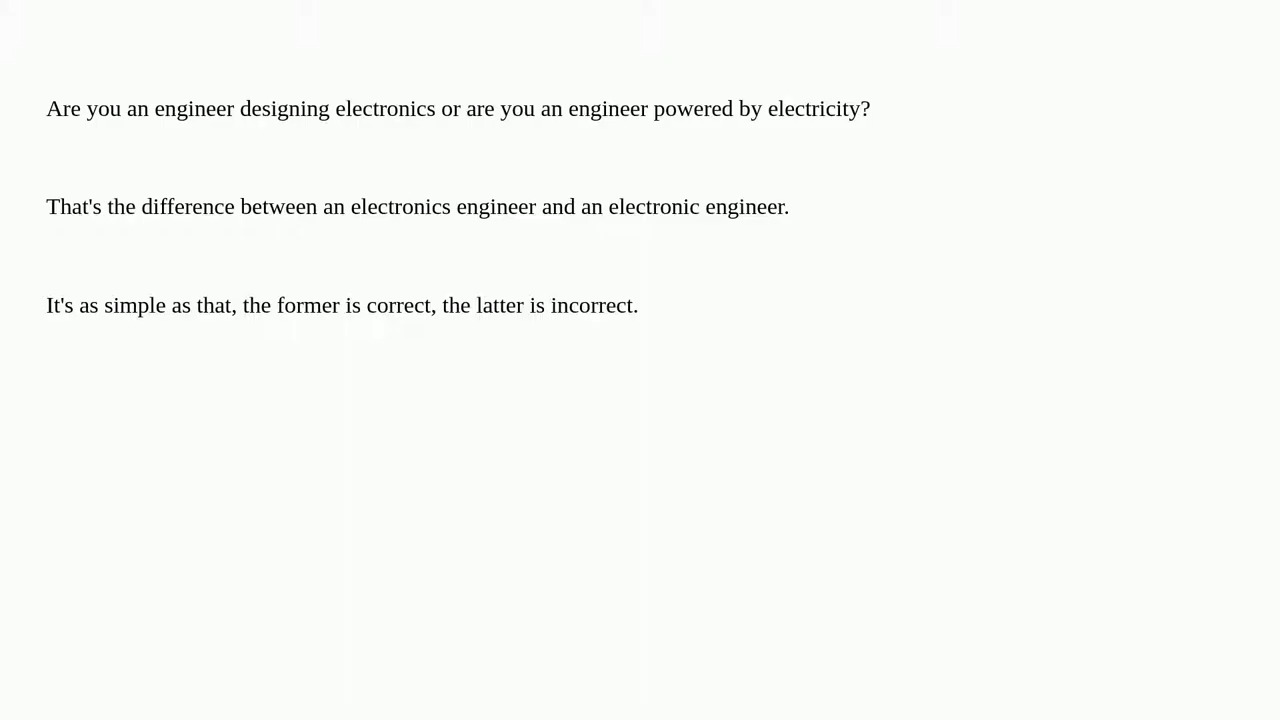 Are you an engineer designing electronics or are you an engineer powered by electricity?
That's the difference between an electronics engineer and an electronic engineer.
It's as simple as that, the former is correct, the latter is incorrect.